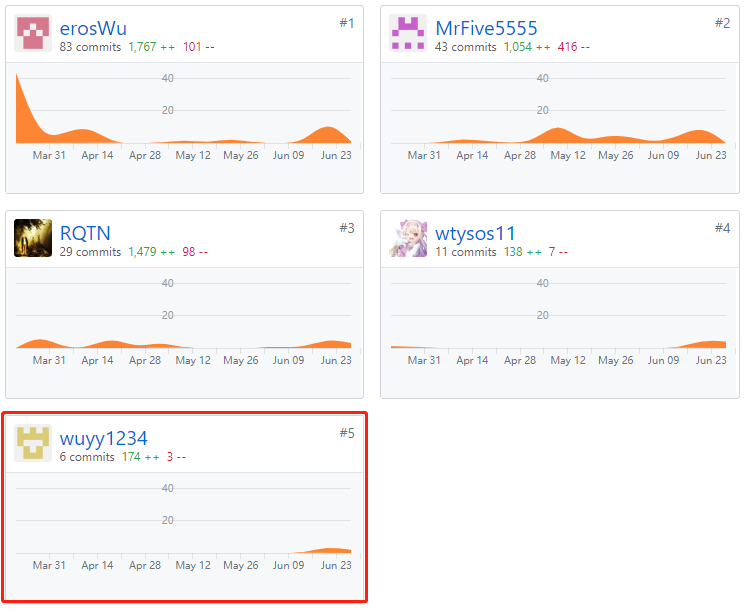 erosWu #1
83 commits 1,767 ++ 101 --
40
20
Mar 31 Apr 14 Apr 28 May 12 May 26 Jun 09 Jun 23
MrFive5555 #2
43 commits 1,054 ++ 416 --
40
20
Mar 31 Apr 14 Apr 28 May 12 May 26 Jun 09 Jun 23
RQTN #3
29 commits 1,479 ++ 98 --
40
20
Mar 31 Apr 14 Apr 28 May 12 May 26 Jun 09 Jun 23
wtysos11 #4
11 commits 138 ++ 7 --
40
20
Mar 31 Apr 14 Apr 28 May 12 May 26 Jun 09 Jun 23
wuyy1234 #5
6 commits 174 ++ 3 --
40
20
Mar 31 Apr 14 Apr 28 May 12 May 26 Jun 09 Jun 23